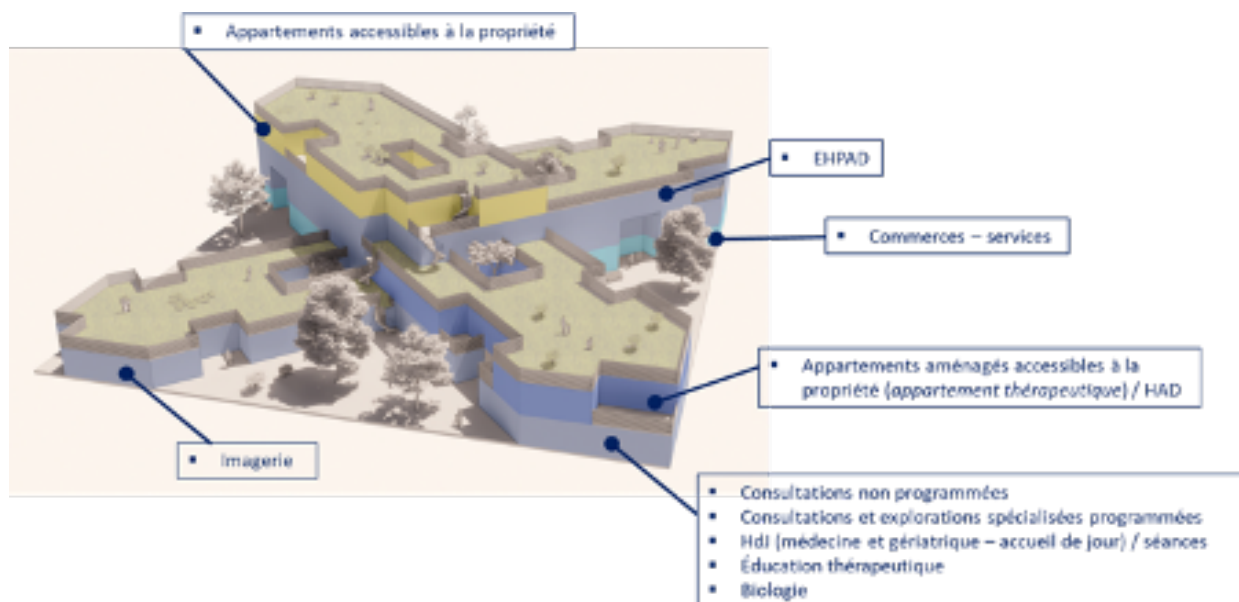 ▪ Appartements accessibles à la propriété
▪ EHPAD
▪ Commerces – services
▪ Appartements aménagés accessibles à la
propriété (appartement thérapeutique) / HAD
▪ Imagerie
▪ Consultations non programmées
▪ Consultations et explorations spécialisées programmées
▪ HdJ (médecine et gériatrique – accueil de jour) / séances
▪ Éducation thérapeutique
▪ Biologie